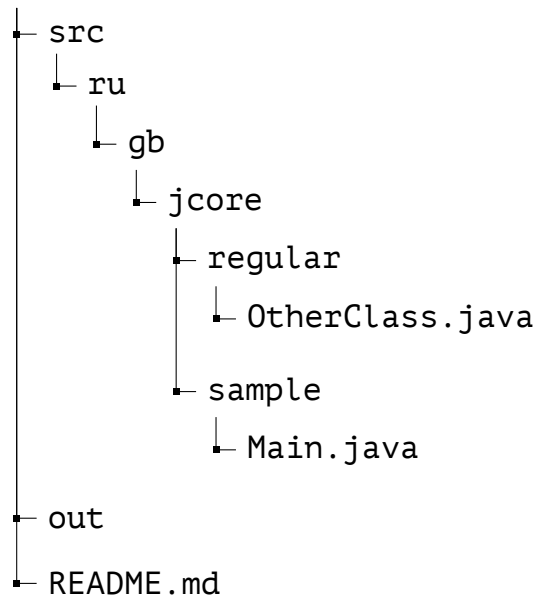 src
ru
gb
jcore
regular
OtherClass.java
sample
Main.java
out
README.md